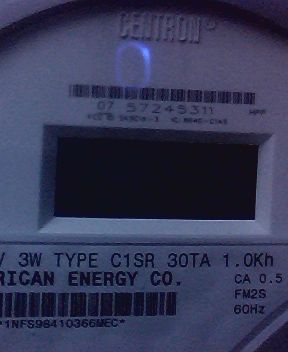 CENTRON®
07 57245311
V 3W TYPE C1SR 30TA 1.0Kh
RICAN ENERGY CO. CA 0.5
FM2S
60Hz
*1NFS98410366MEC*